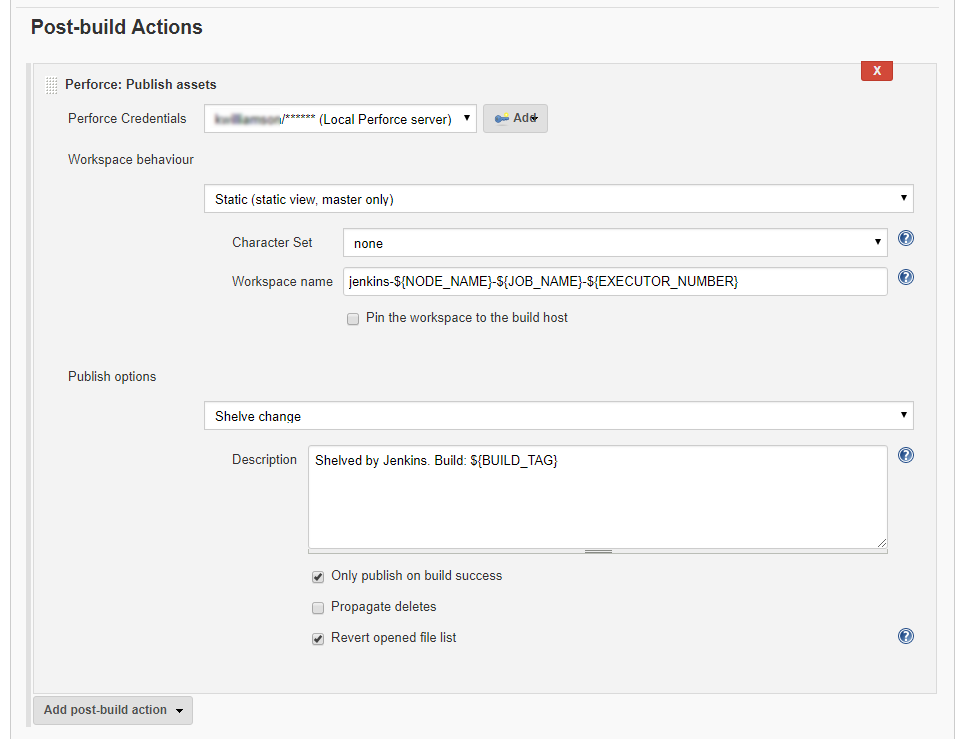 Post-build Actions
X
Perforce: Publish assets
Perforce Credentials
/****** (Local Perforce server)
Add
Workspace behaviour
Static (static view, master only)
Character Set
none
?
Workspace name
jenkins-${NODE_NAME}-${JOB_NAME}-${EXECUTOR_NUMBER}
?
Pin the workspace to the build host
Publish options
Shelve change
Description
Shelved by Jenkins. Build: ${BUILD_TAG}
?
Only publish on build success
Propagate deletes
Revert opened file list
?
Add post-build action